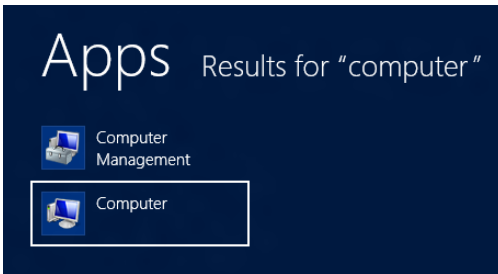 Apps Results for “computer”
Computer
Management
Computer